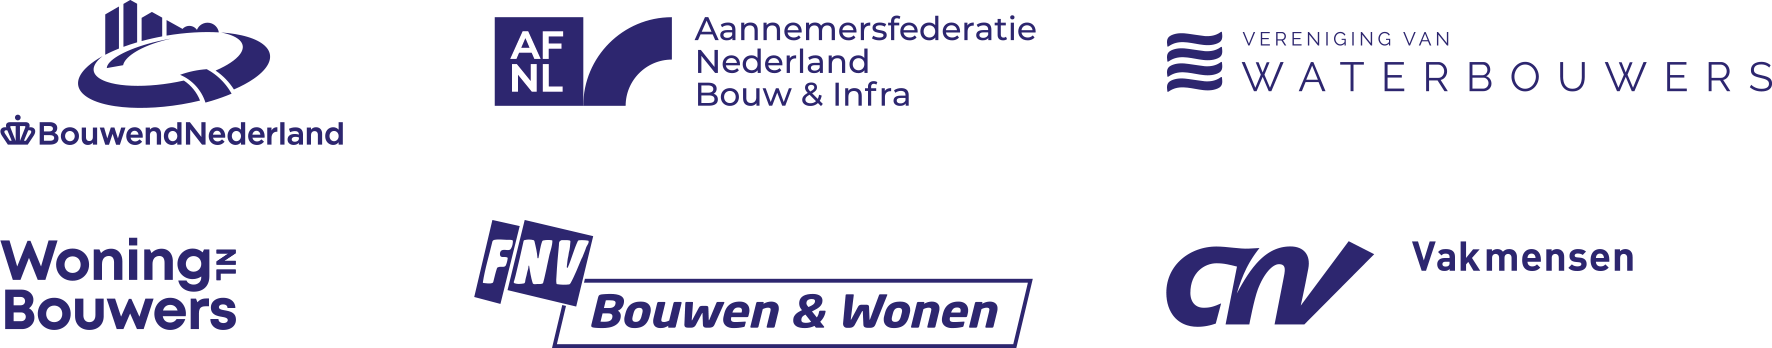 BouwendNederland
AF
NL
Aannemersfederatie
Nederland
Bouw & Infra
VERENIGING VAN
WATERBOUWERS
Woning NL
Bouwers
FNV
Bouwen & Wonen
CNV
Vakmensen